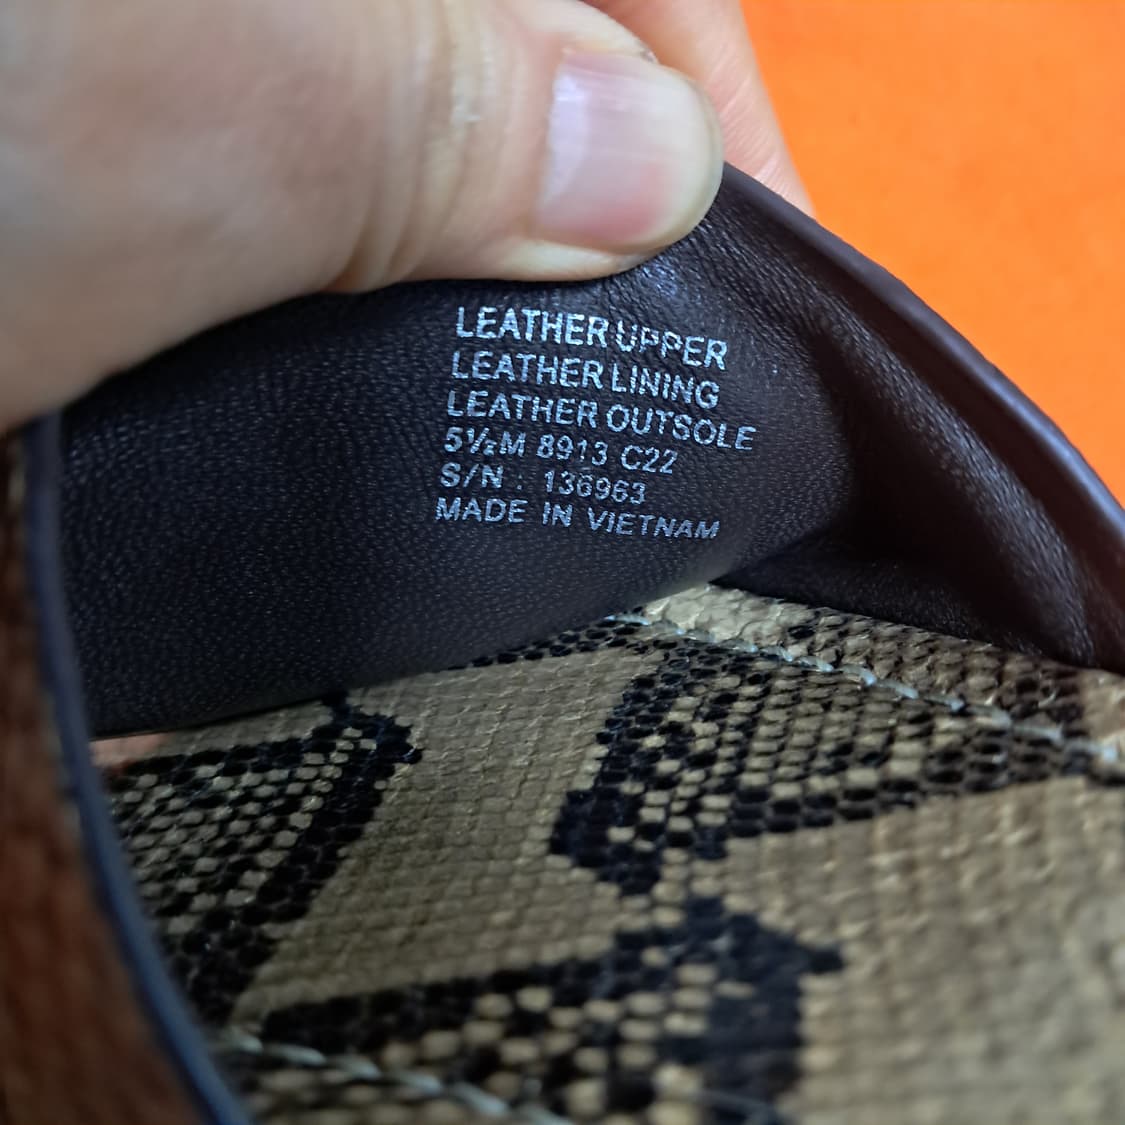 LEATHER UPPER
LEATHER LINING
LEATHER OUTSOLE
5½M 8913 C22
S/N : 136963
MADE IN VIETNAM